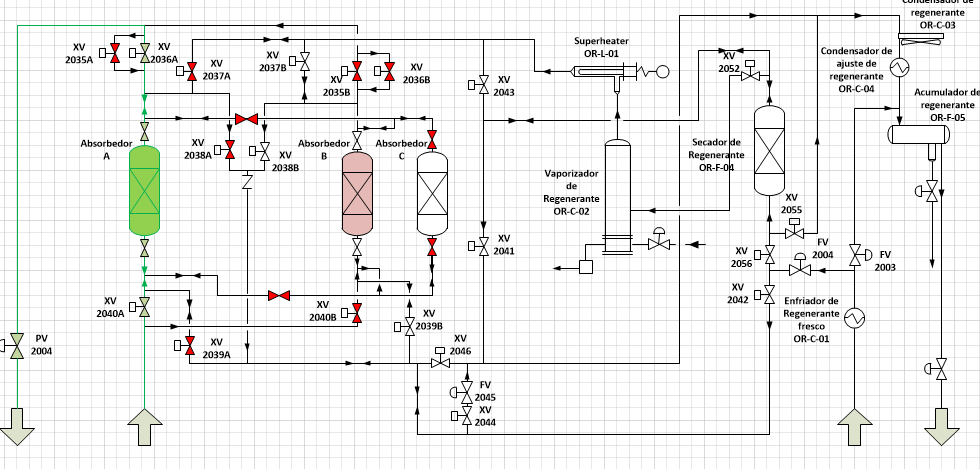 Condensador de
regenerante
OR-C-03
XV
2035A
XV
2036A
XV
2037A
XV
2037B
XV
2035B
XV
2036B
XV
2043
Superheater
OR-L-01
XV
2052
Condensador de
ajuste de
regenerante
OR-C-04
Acumulador de
regenerante
OR-F-05
Absorbedor
A
XV
2038A
XV
2038B
Absorbedor
B
Absorbedor
C
Vaporizador
de
Regenerante
OR-C-02
Secador de
Regenerante
OR-F-04
XV
2041
XV
2055
XV
2056
FV
2004
FV
2003
XV
2042
XV
2040A
XV
2040B
XV
2039B
Enfriador de
Regenerante
fresco
OR-C-01
PV
2004
XV
2039A
XV
2046
FV
2045
XV
2044